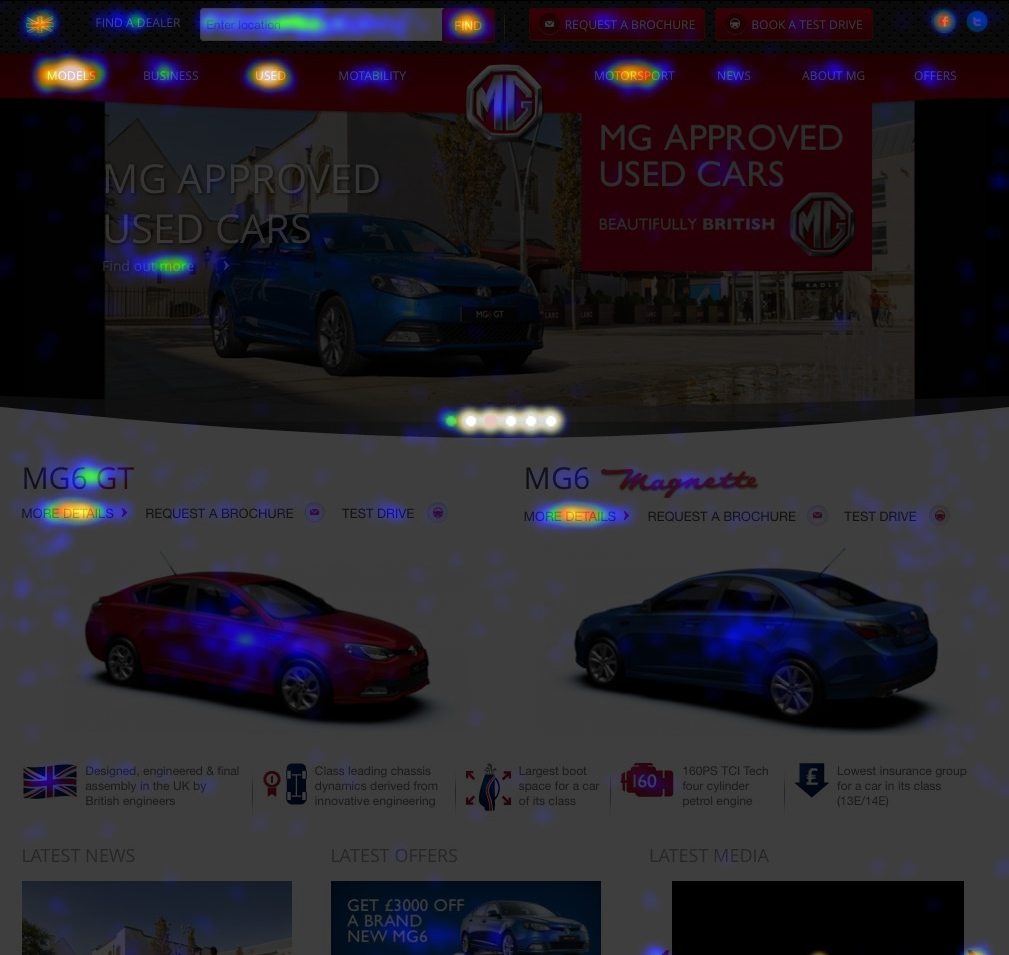 FIND A DEALER
Enter location
FIND
REQUEST A BROCHURE
BOOK A TEST DRIVE
MODELS
BUSINESS
USED
MOTABILITY
MG
MOTORSPORT
NEWS
ABOUT MG
OFFERS
MG APPROVED
USED CARS
Find out more
MG APPROVED
USED CARS
BEAUTIFULLY BRITISH
MG
MG6 GT
MG6 GT
MORE DETAILS
REQUEST A BROCHURE
TEST DRIVE
MG6 Magnette
MORE DETAILS
REQUEST A BROCHURE
TEST DRIVE
Designed, engineered & final
assembly in the UK by
British engineers
Class leading chassis
dynamics derived from
innovative engineering
Largest boot
space for a car
of its class
160
160PS TCI Tech
four cylinder
petrol engine
£
Lowest insurance group
for a car in its class
(13E/14E)
LATEST NEWS
LATEST OFFERS
LATEST MEDIA
GET £3000 OFF
A BRAND
NEW MG6